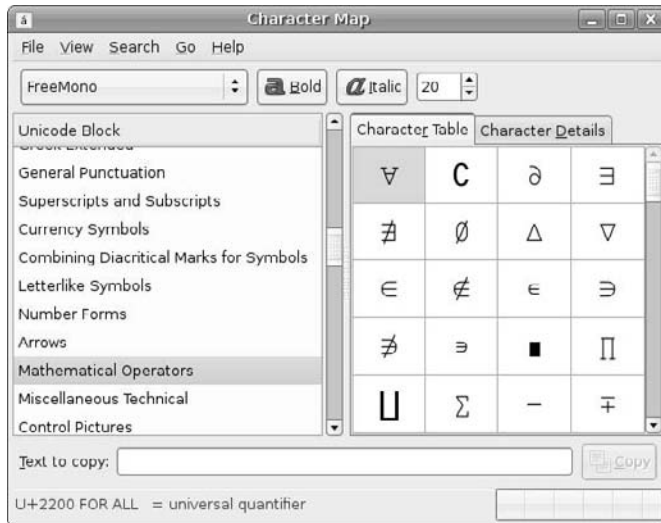 Character Map
File View Search Go Help
FreeMono
a Bold
a Italic
20
Unicode Block
Character Table
Character Details
Greek Extended
General Punctuation
Superscripts and Subscripts
Currency Symbols
Combining Diacritical Marks for Symbols
Letterlike Symbols
Number Forms
Arrows
Mathematical Operators
Miscellaneous Technical
Control Pictures
∀ ∁ ∂ ∃
∄ ∅ ∆ ∇
∈ ∉ ∊ ∋
∌ ∍ ∎ ∏
∐ ∑ − ∓
Text to copy:
Copy
U+2200 FOR ALL = universal quantifier